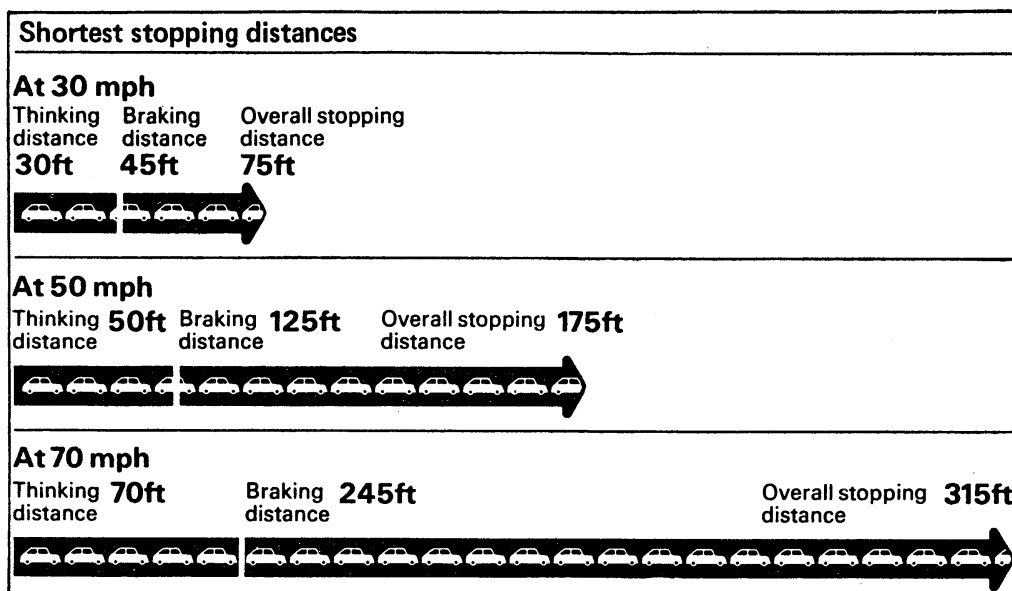 Shortest stopping distances
At 30 mph
Thinking distance
30ft
Braking distance
45ft
Overall stopping distance
75ft
At 50 mph
Thinking distance
50ft
Braking distance
125ft
Overall stopping distance
175ft
At 70 mph
Thinking distance
70ft
Braking distance
245ft
Overall stopping distance
315ft